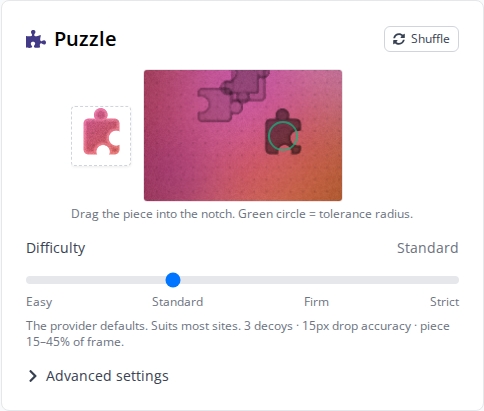 Puzzle
Shuffle
Drag the piece into the notch. Green circle = tolerance radius.
Difficulty
Standard
Easy
Standard
Firm
Strict
The provider defaults. Suits most sites. 3 decoys · 15px drop accuracy · piece
15–45% of frame.
Advanced settings